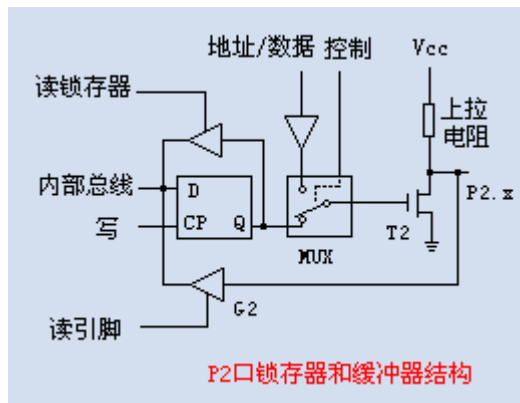 地址/数据 控制
Vcc
读锁存器
上拉
电阻
内部总线
D
P2.x
写
CP Q
T2
MUX
G2
读引脚
P2口锁存器和缓冲器结构